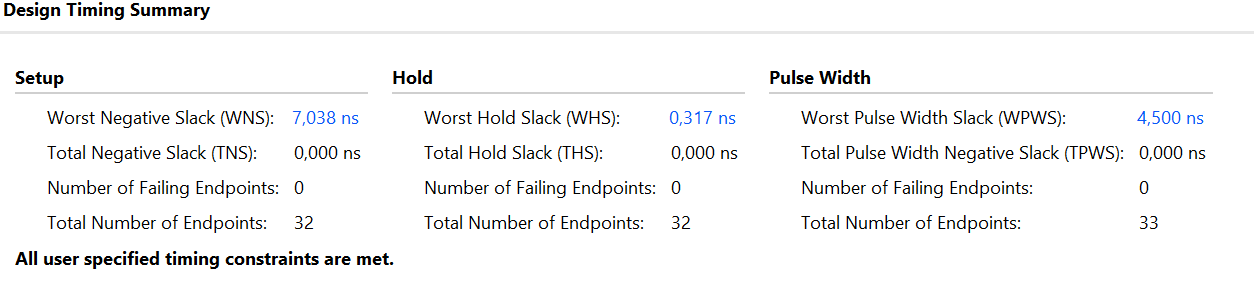 Design Timing Summary
Setup Hold Pulse Width
Worst Negative Slack (WNS): 7,038 ns Worst Hold Slack (WHS): 0,317 ns Worst Pulse Width Slack (WPWS): 4,500 ns
Total Negative Slack (TNS): 0,000 ns Total Hold Slack (THS): 0,000 ns Total Pulse Width Negative Slack (TPWS): 0,000 ns
Number of Failing Endpoints: 0 Number of Failing Endpoints: 0 Number of Failing Endpoints: 0
Total Number of Endpoints: 32 Total Number of Endpoints: 32 Total Number of Endpoints: 33
All user specified timing constraints are met.